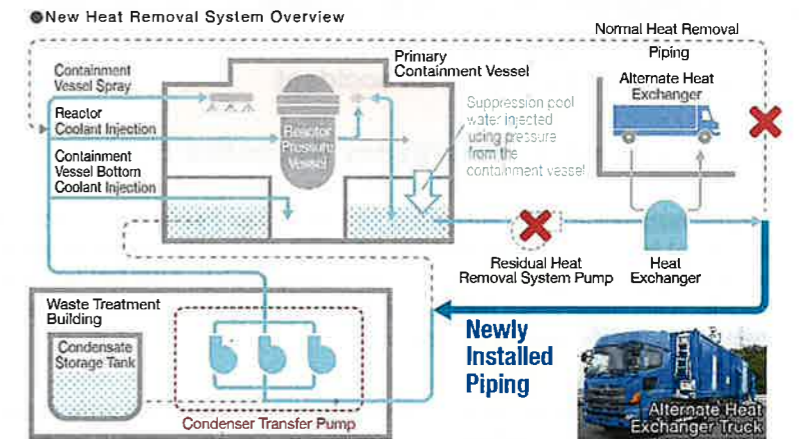 ●New Heat Removal System Overview
Normal Heat Removal
Piping
Primary
Containment Vessel
Containment
Vessel Spray
Reactor
Coolant Injection
Containment
Vessel Bottom
Coolant Injection
Reactor
Pressure
Vessel
Suppression pool
water injected
using pressure
from the
containment vessel
Alternate Heat
Exchanger
Residual Heat
Removal System Pump
Heat
Exchanger
Waste Treatment
Building
Condensate
Storage Tank
Condenser Transfer Pump
Newly
Installed
Piping
Alternate Heat
Exchanger Truck